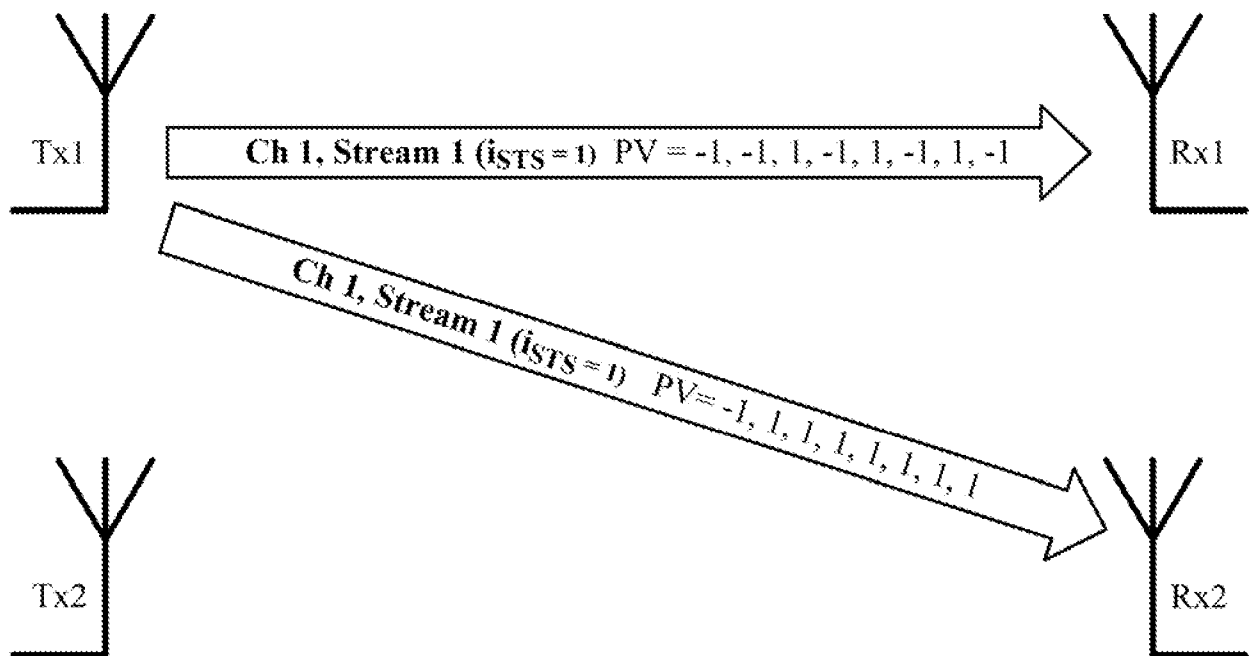 Tx1
Ch 1, Stream 1 (iSTS = 1) PV = -1, -1, 1, -1, 1, -1, 1, -1
Rx1
Ch 1, Stream 1 (iSTS = 1) PV= -1, 1, 1, 1, 1, 1, 1, 1
Tx2
Rx2